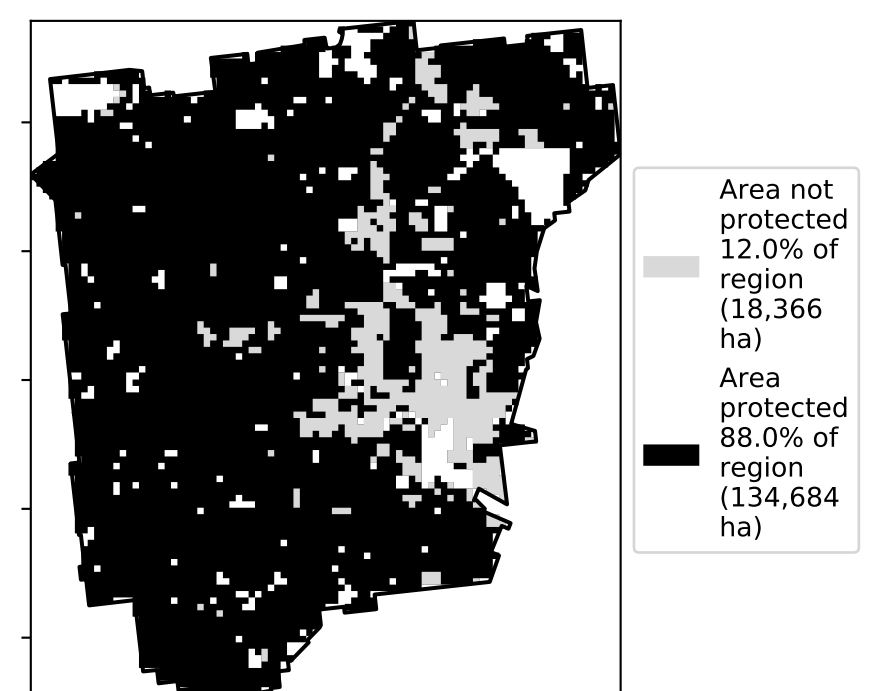 Area not
protected
12.0% of
region
(18,366
ha)
Area
protected
88.0% of
region
(134,684
ha)